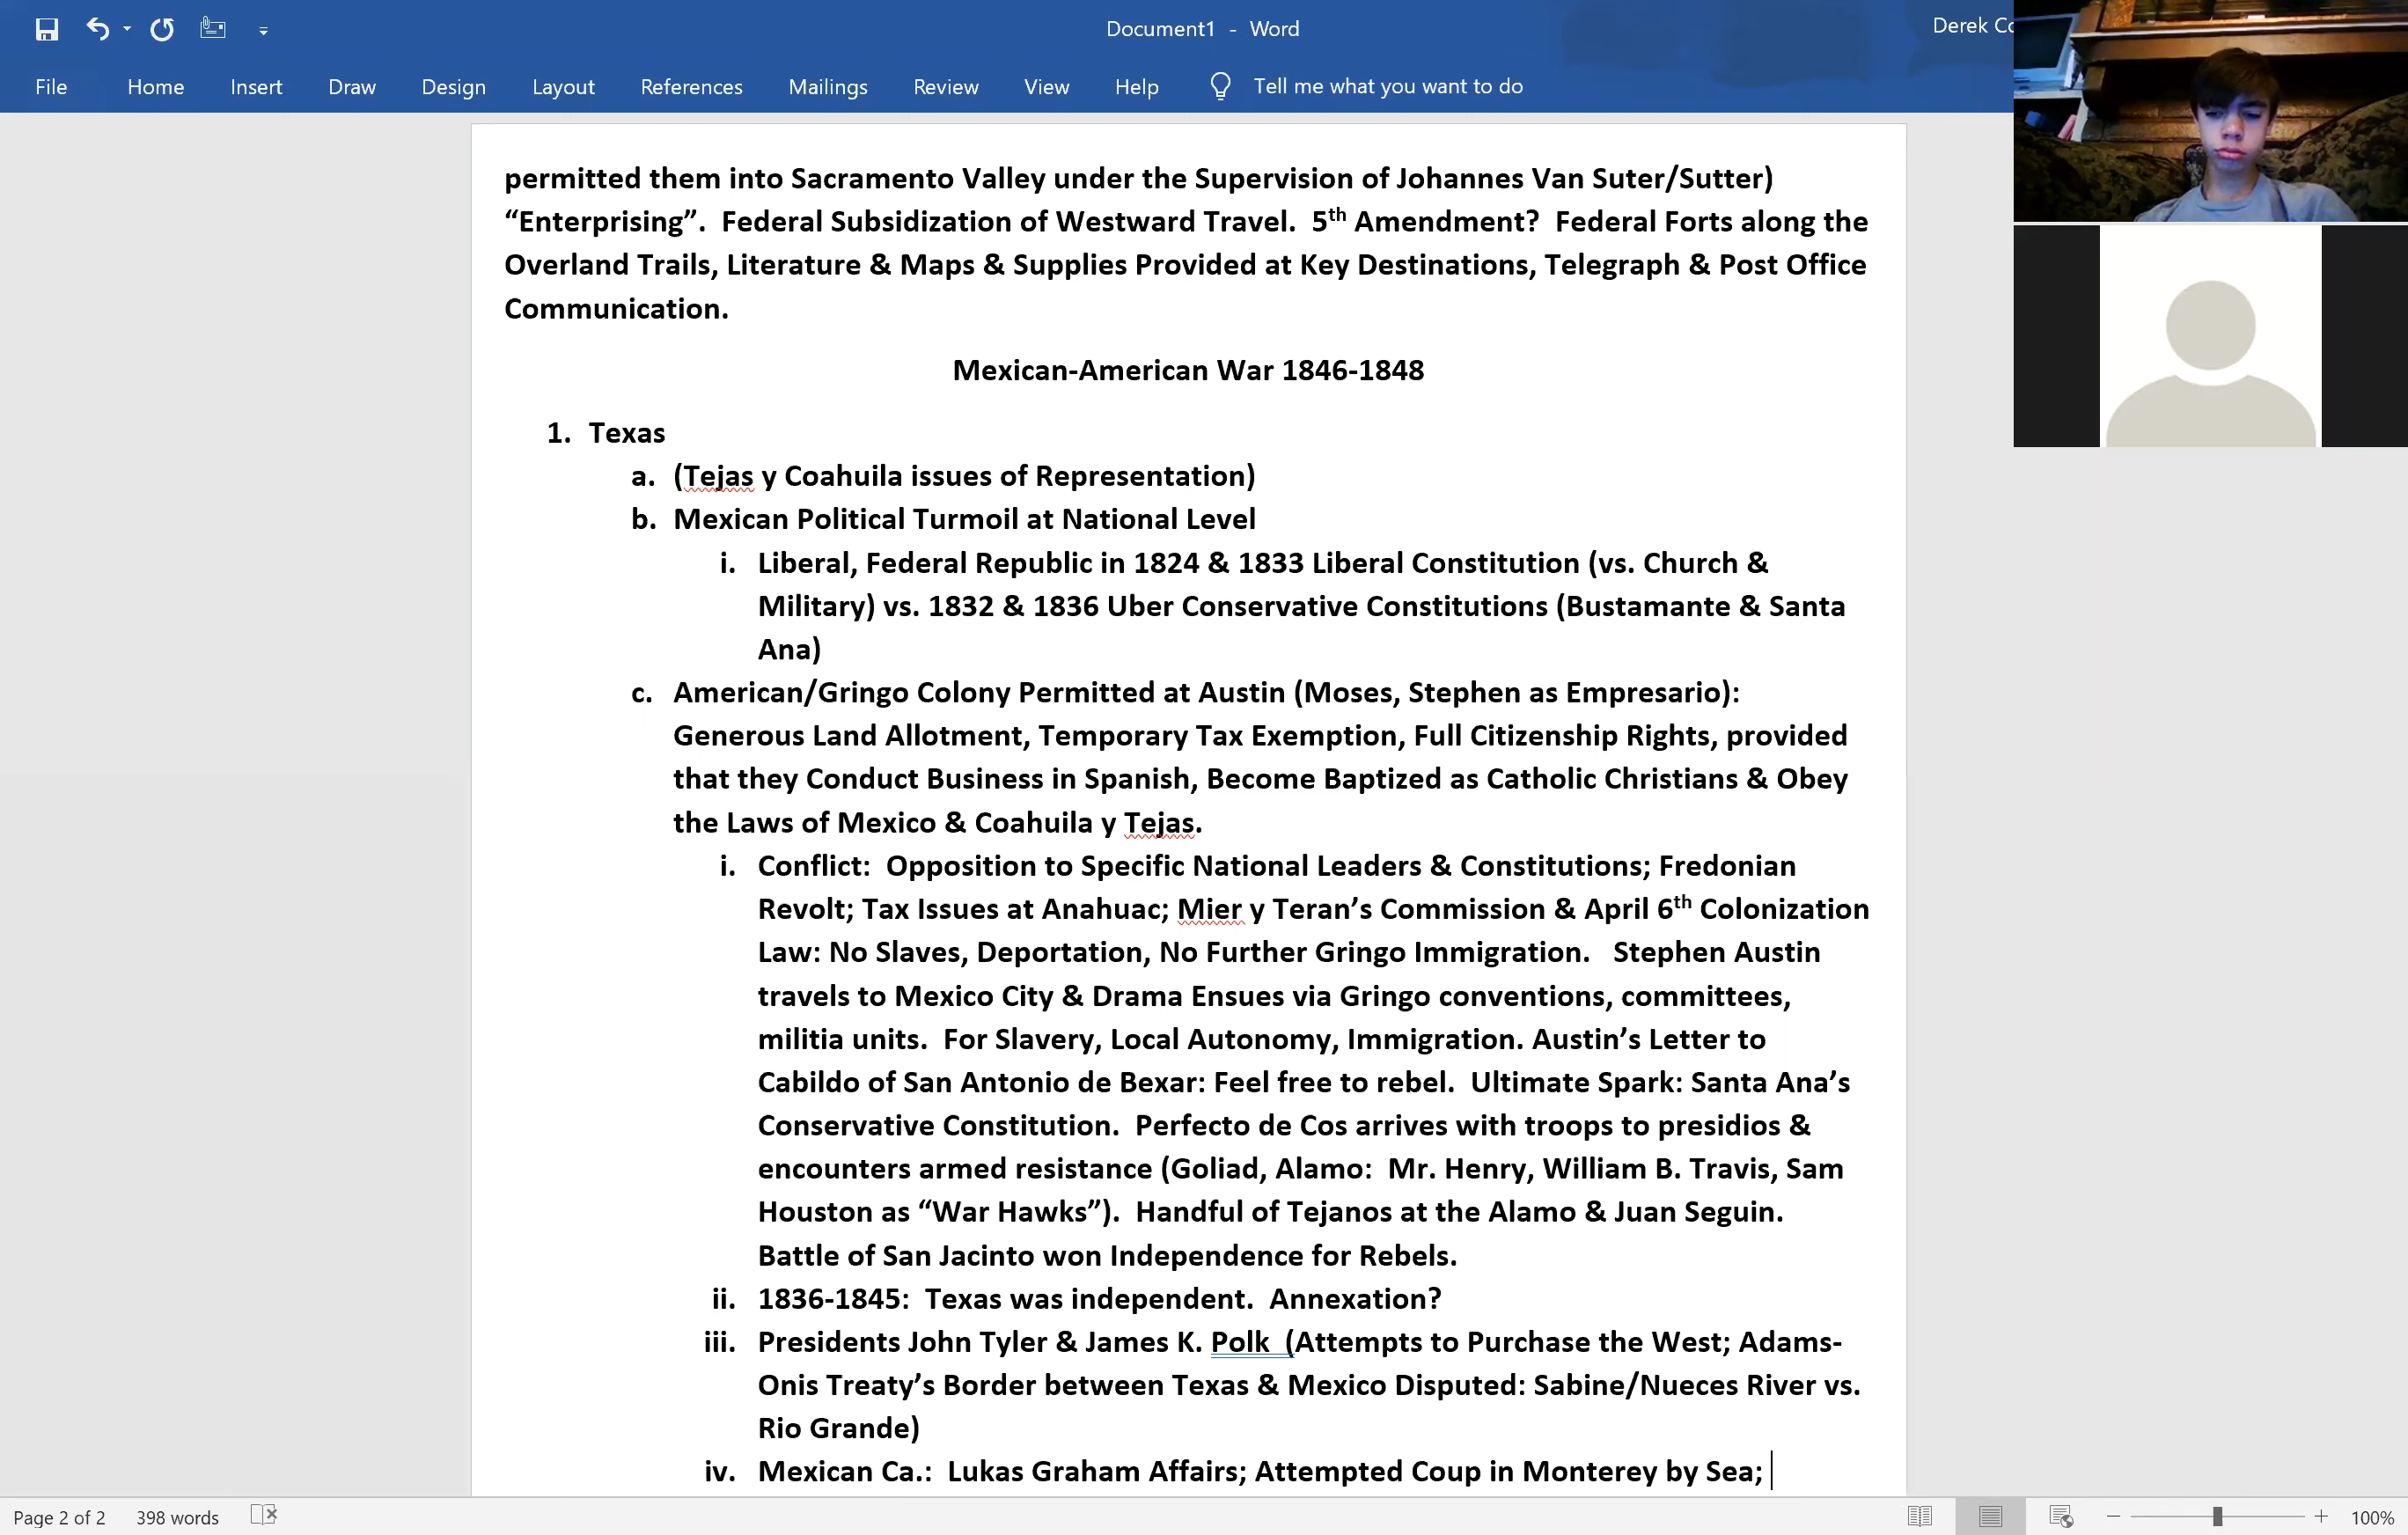 Document1 - Word
Derek Co
File Home Insert Draw Design Layout References Mailings Review View Help Tell me what you want to do
permitted them into Sacramento Valley under the Supervision of Johannes Van Suter/Sutter)
“Enterprising”.  Federal Subsidization of Westward Travel.  5th Amendment?  Federal Forts along the
Overland Trails, Literature & Maps & Supplies Provided at Key Destinations, Telegraph & Post Office
Communication.
Mexican-American War 1846-1848
1. Texas
a. (Tejas y Coahuila issues of Representation)
b. Mexican Political Turmoil at National Level
i. Liberal, Federal Republic in 1824 & 1833 Liberal Constitution (vs. Church &
Military) vs. 1832 & 1836 Uber Conservative Constitutions (Bustamante & Santa
Ana)
c. American/Gringo Colony Permitted at Austin (Moses, Stephen as Empresario):
Generous Land Allotment, Temporary Tax Exemption, Full Citizenship Rights, provided
that they Conduct Business in Spanish, Become Baptized as Catholic Christians & Obey
the Laws of Mexico & Coahuila y Tejas.
i. Conflict:  Opposition to Specific National Leaders & Constitutions; Fredonian
Revolt; Tax Issues at Anahuac; Mier y Teran’s Commission & April 6th Colonization
Law: No Slaves, Deportation, No Further Gringo Immigration.   Stephen Austin
travels to Mexico City & Drama Ensues via Gringo conventions, committees,
militia units.  For Slavery, Local Autonomy, Immigration. Austin’s Letter to
Cabildo of San Antonio de Bexar: Feel free to rebel.  Ultimate Spark: Santa Ana’s
Conservative Constitution.  Perfecto de Cos arrives with troops to presidios &
encounters armed resistance (Goliad, Alamo:  Mr. Henry, William B. Travis, Sam
Houston as “War Hawks”).  Handful of Tejanos at the Alamo & Juan Seguin.
Battle of San Jacinto won Independence for Rebels.
ii. 1836-1845:  Texas was independent.  Annexation?
iii. Presidents John Tyler & James K. Polk  (Attempts to Purchase the West; Adams-
Onis Treaty’s Border between Texas & Mexico Disputed: Sabine/Nueces River vs.
Rio Grande)
iv. Mexican Ca.:  Lukas Graham Affairs; Attempted Coup in Monterey by Sea;
Page 2 of 2 398 words 100%